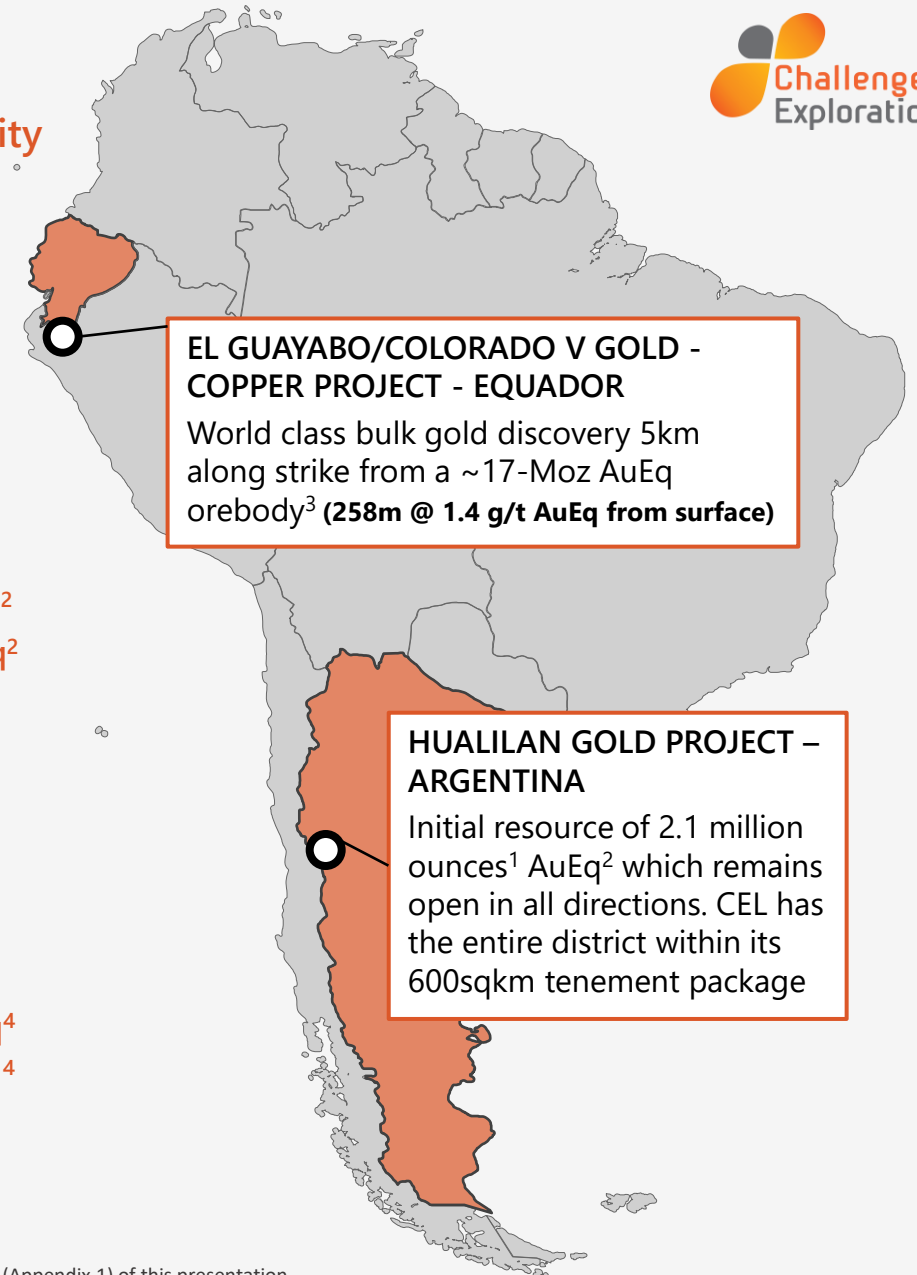 Challenge
Exploratio
ity
EL GUAYABO/COLORADO V GOLD -
COPPER PROJECT - EQUADOR
World class bulk gold discovery 5km
along strike from a ~17-Moz AuEq
orebody³ (258m @ 1.4 g/t AuEq from surface)
2
q²
HUALILAN GOLD PROJECT –
ARGENTINA
Initial resource of 2.1 million
ounces¹ AuEq² which remains
open in all directions. CEL has
the entire district within its
600sqkm tenement package
q⁴
4
(Appendix 1) of this presentation